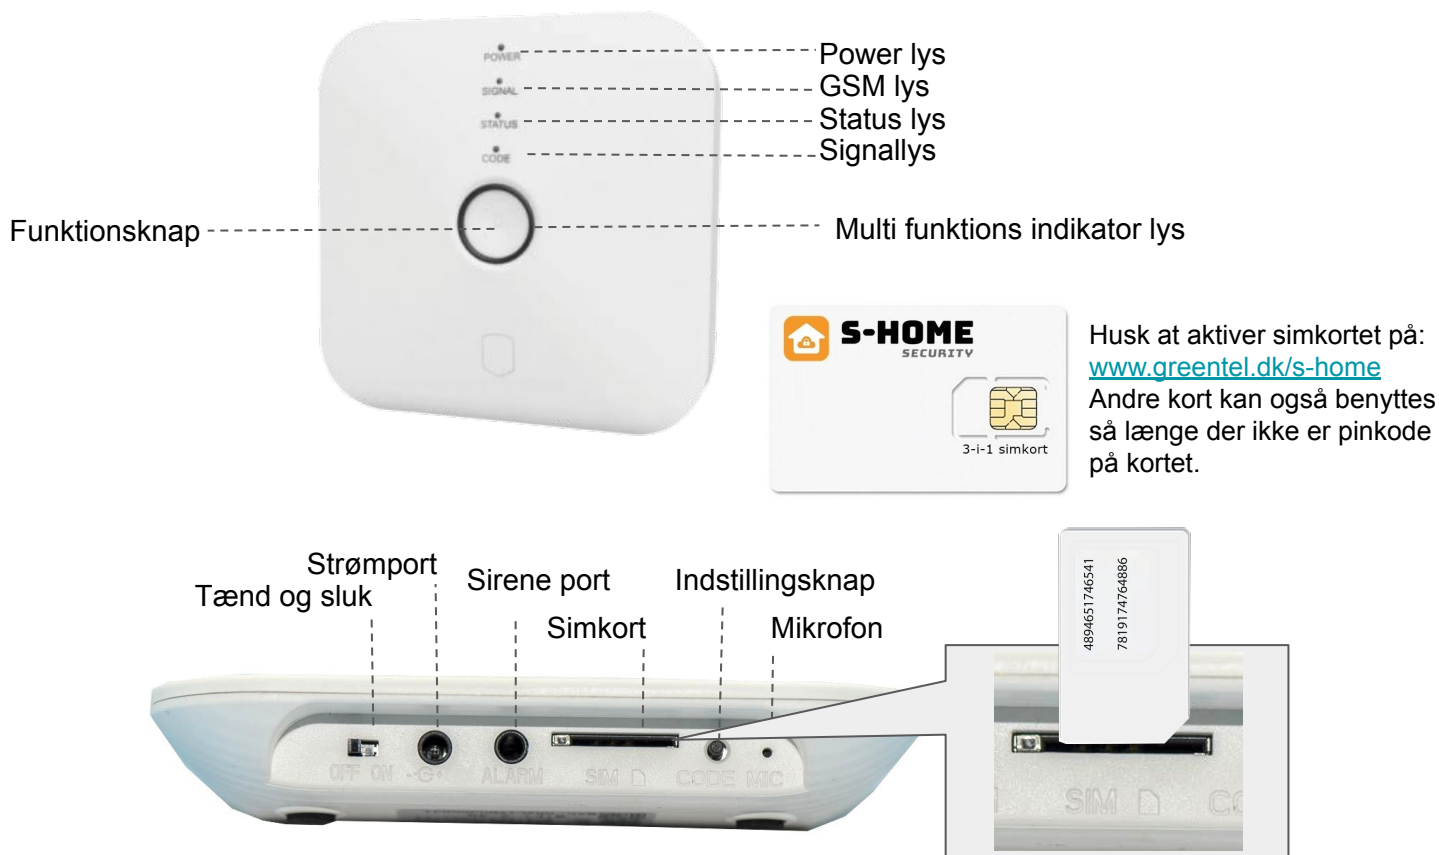 POWER
Power lys
SIGNAL
GSM lys
STATUS
Status lys
CODE
Signallys
Funktionsknap
Multi funktions indikator lys
S-HOME
SECURITY
3-i-1 simkort
Husk at aktiver simkortet på:
www.greentel.dk/s-home
Andre kort kan også benyttes
så længe der ikke er pinkode
på kortet.
Strømport
Tænd og sluk
Sirene port
Simkort
Indstillingsknap
Mikrofon
4894651746541
7819174764886
OFF ON
ALARM
SIM
CODE
MIC
SIM